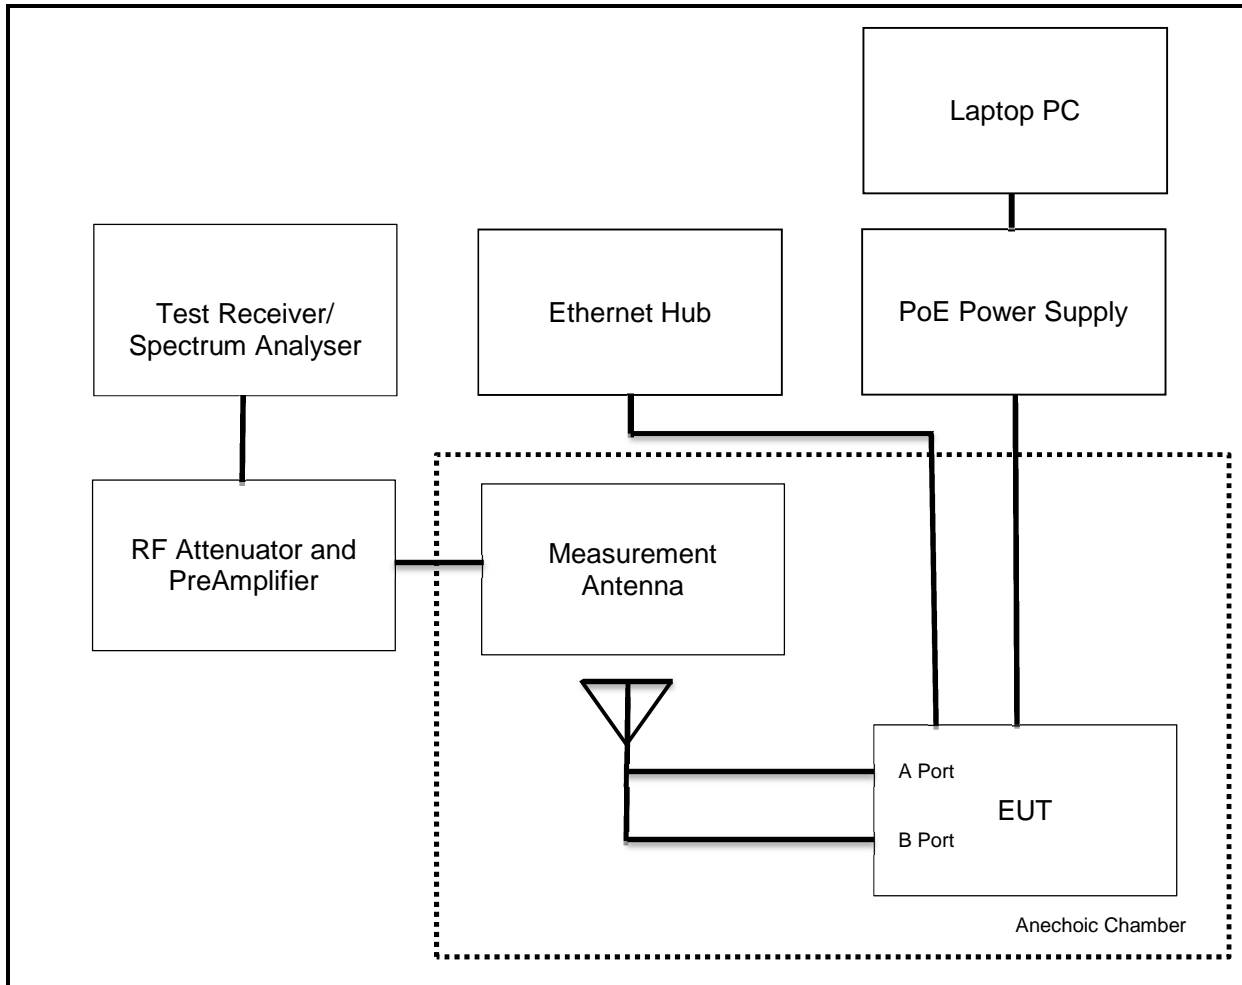 Laptop PC
Test Receiver/
Spectrum Analyser
Ethernet Hub
PoE Power Supply
RF Attenuator and
PreAmplifier
Measurement
Antenna
A Port
EUT
B Port
Anechoic Chamber